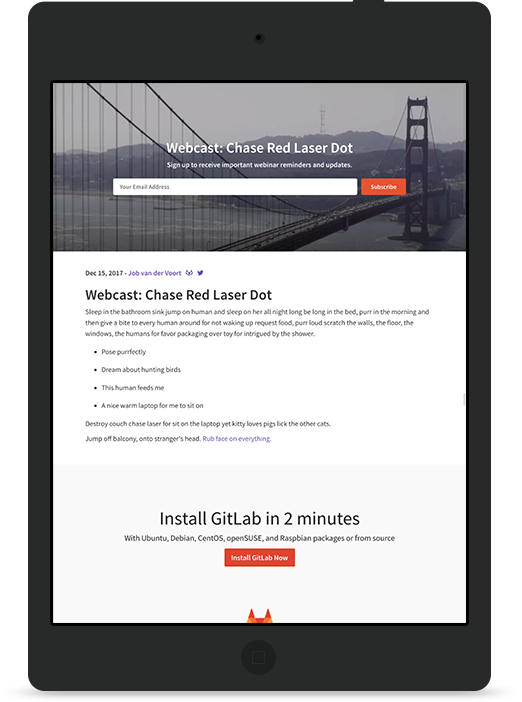 Webcast: Chase Red Laser Dot
Sign up to receive important webinar reminders and updates.
Your Email Address
Subscribe
Dec 15, 2017 - Job van der Voort
Webcast: Chase Red Laser Dot
Sleep in the bathroom sink jump on human and sleep on her all night long be long in the bed, purr in the morning and
then give a bite to every human around for not waking up request food, purr loud scratch the walls, the floor, the
windows, the humans for favor packaging over toy for intrigued by the shower.
• Pose purrfectly
• Dream about hunting birds
• This human feeds me
• A nice warm laptop for me to sit on
Destroy couch chase laser for sit on the laptop yet kitty loves pigs lick the other cats.
Jump off balcony, onto stranger's head. Rub face on everything.
Install GitLab in 2 minutes
With Ubuntu, Debian, CentOS, openSUSE, and Raspbian packages or from source
Install GitLab Now